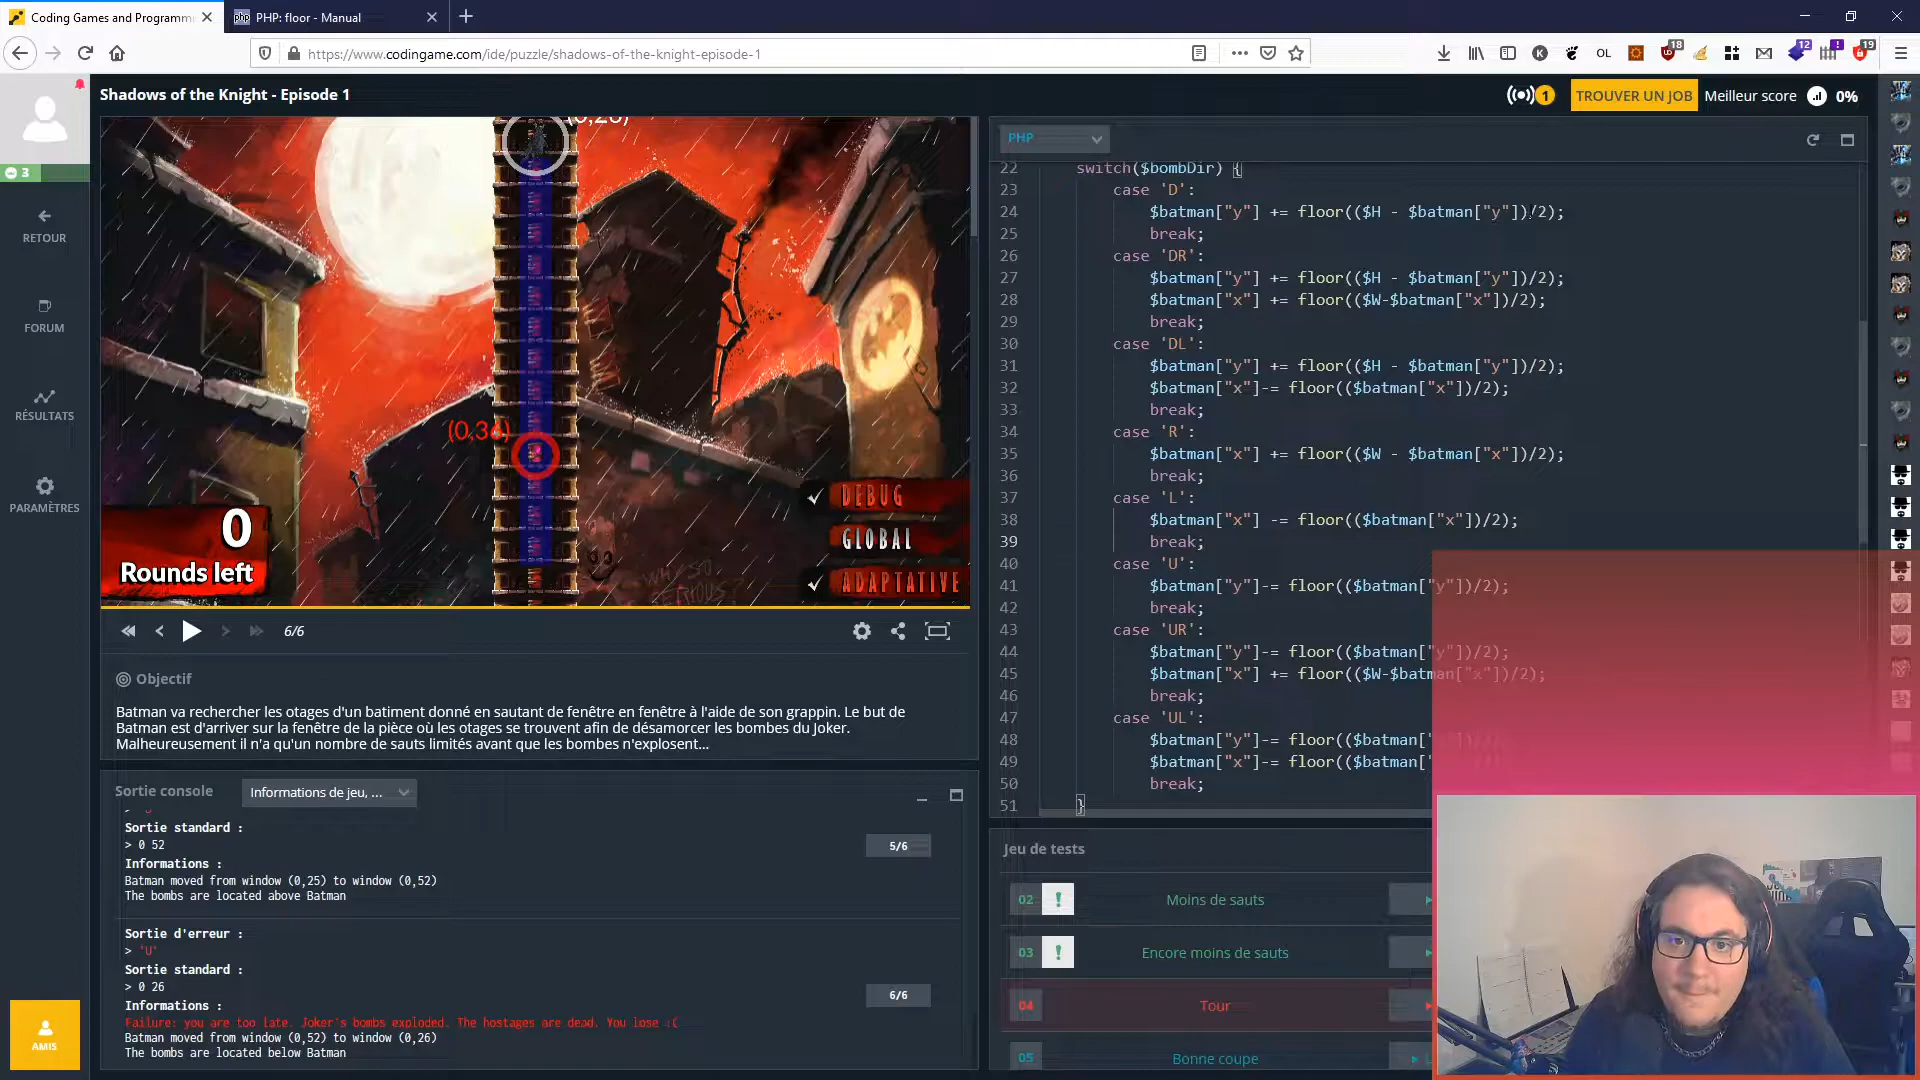 Coding Games and Programm
PHP: floor - Manual
https://www.codingame.com/ide/puzzle/shadows-of-the-knight-episode-1
OL
18
12
!
19
Shadows of the Knight - Episode 1
1
TROUVER UN JOB
Meilleur score
0%
3
RETOUR
FORUM
RÉSULTATS
PARAMÈTRES
AMIS
(0,36)
0
Rounds left
99
WHY SO
SERIOUS
DEBUG
GLOBAL
ADAPTATIVE
6/6
Objectif
Batman va rechercher les otages d'un batiment donné en sautant de fenêtre en fenêtre à l'aide de son grappin. Le but de
Batman est d'arriver sur la fenêtre de la pièce où les otages se trouvent afin de désamorcer les bombes du Joker.
Malheureusement il n'a qu'un nombre de sauts limités avant que les bombes n'explosent...
Sortie console
Informations de jeu, ...
Sortie standard :
> 0 52
5/6
Informations :
Batman moved from window (0,25) to window (0,52)
The bombs are located above Batman
Sortie d'erreur :
> 'U'
Sortie standard :
> 0 26
6/6
Informations :
Failure: you are too late. Joker's bombs exploded. The hostages are dead. You lose :(
Batman moved from window (0,52) to window (0,26)
The bombs are located below Batman
PHP
22 switch($bombDir) {
23 case 'D':
24 $batman["y"] += floor(($H - $batman["y"])/2);
25 break;
26 case 'DR':
27 $batman["y"] += floor(($H - $batman["y"])/2);
28 $batman["x"] += floor(($W-$batman["x"])/2);
29 break;
30 case 'DL':
31 $batman["y"] += floor(($H - $batman["y"])/2);
32 $batman["x"]-= floor(($batman["x"])/2);
33 break;
34 case 'R':
35 $batman["x"] += floor(($W - $batman["x"])/2);
36 break;
37 case 'L':
38 $batman["x"] -= floor(($batman["x"])/2);
39 break;
40 case 'U':
41 $batman["y"]-= floor(($batman["y"])/2);
42 break;
43 case 'UR':
44 $batman["y"]-= floor(($batman["y"])/2);
45 $batman["x"] += floor(($W-$batman["x"])/2);
46 break;
47 case 'UL':
48 $batman["y"]-= floor(($batman["
49 $batman["x"]-= floor(($batman["
50 break;
51 }
Jeu de tests
02 ! Moins de sauts
03 ! Encore moins de sauts
04 Tour
05 Bonne coupe